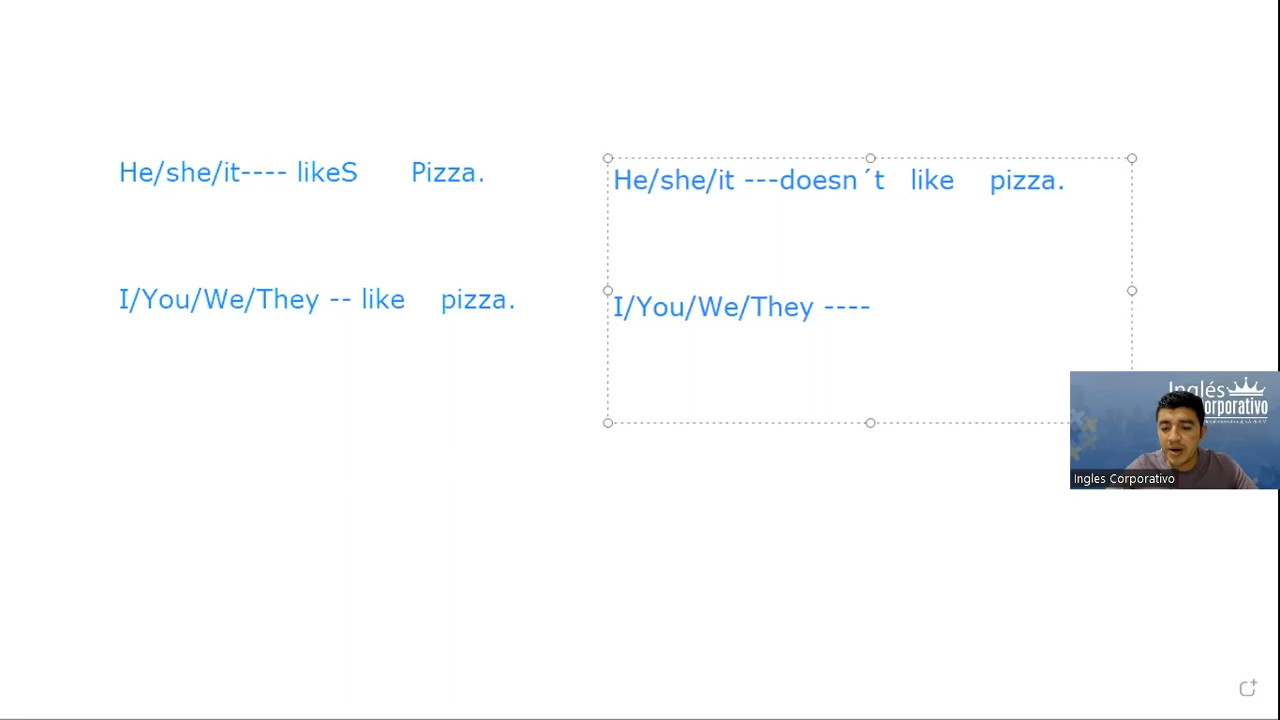 He/she/it---- likeS Pizza.
I/You/We/They -- like pizza.
He/she/it ---doesn´t like pizza.
I/You/We/They ----
Inglés
Corporativo
Ingles Corporativo